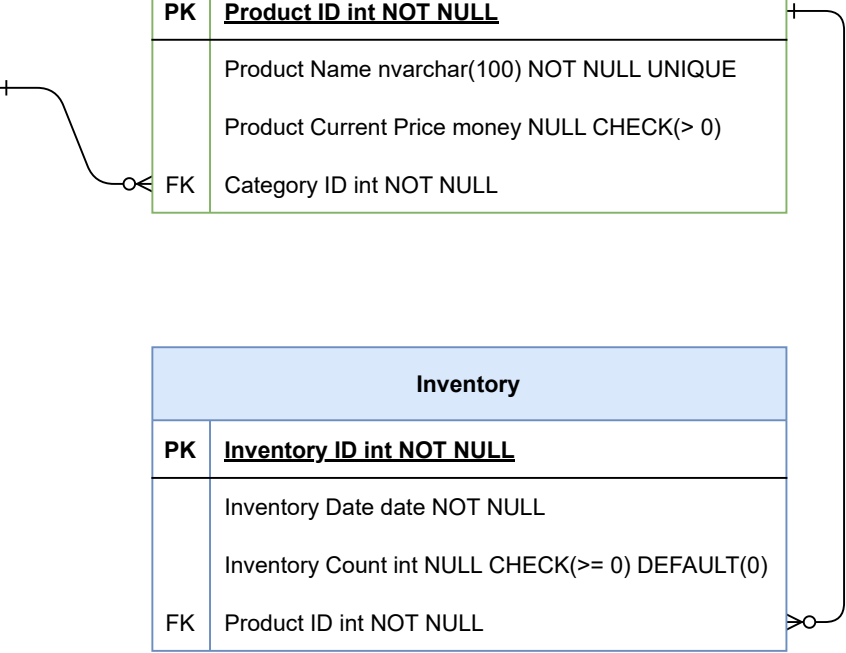 PK Product ID int NOT NULL
Product Name nvarchar(100) NOT NULL UNIQUE
Product Current Price money NULL CHECK(> 0)
FK Category ID int NOT NULL
Inventory
PK Inventory ID int NOT NULL
Inventory Date date NOT NULL
Inventory Count int NULL CHECK(>= 0) DEFAULT(0)
FK Product ID int NOT NULL